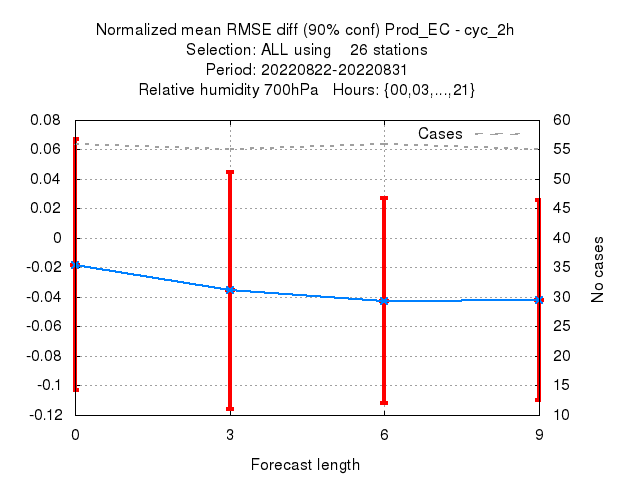 Normalized mean RMSE diff (90% conf) Prod_EC - cyc_2h
Selection: ALL using    26 stations
Period: 20220822-20220831
Relative humidity 700hPa   Hours: {00,03,...,21}
Cases
0.08
0.06
0.04
0.02
0
-0.02
-0.04
-0.06
-0.08
-0.1
-0.12
60
55
50
45
40
35
30
25
20
15
10
No cases
0 3 6 9
Forecast length